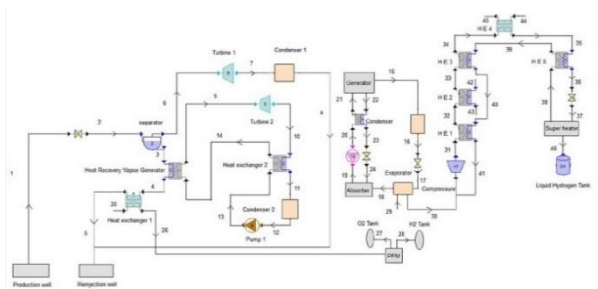 45
44
H E 4
34
39
35
H E 3
H E 5
33
42
36
H E 2
43
40
37
32
38
Super heater
H E 1
46
31
41
Liquid Hydrogen Tank
Compressure
30
Turbine 1
7
Condenser 1
8
6
9
Turbine 2
10
2
separator
3
14
Heat Recovery Vapse Generator
Heat exchanger 2
11
4
13
Condenser 2
12
Pump 1
25
Heat exchanger 1
5
26
1
Production well
Reinjection well
Generator
15
21
22
Condenser
16
20
23
Evaporator
17
19
24
Absorber
18
29
O2 Tank
27
28
H2 Tank
PEM